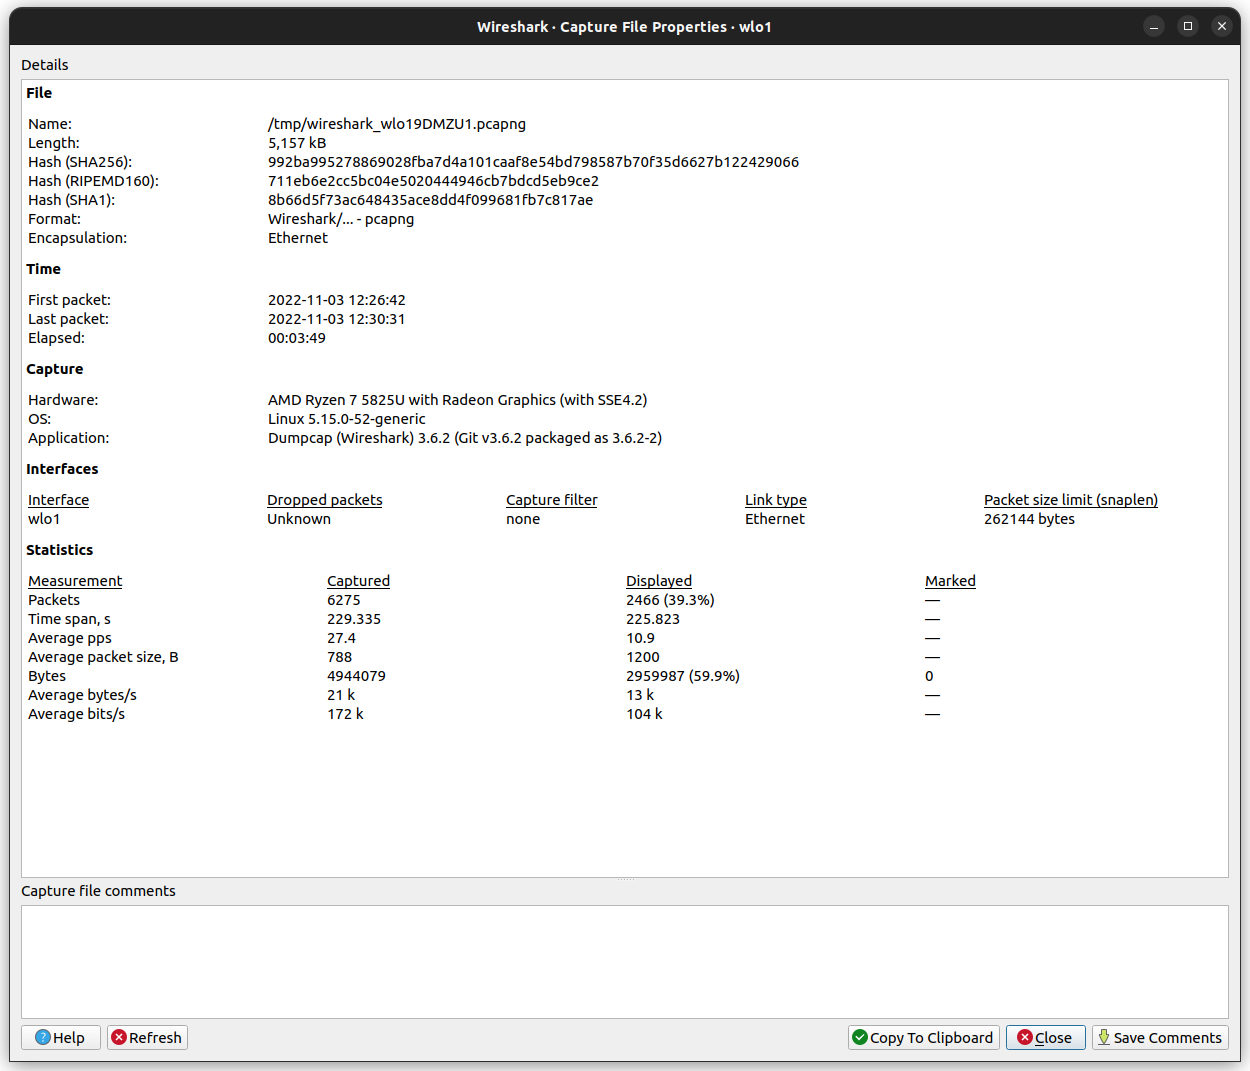 Wireshark · Capture File Properties · wlo1
Details
File
Name: /tmp/wireshark_wlo19DMZU1.pcapng
Length: 5,157 kB
Hash (SHA256): 992ba995278869028fba7d4a101caaf8e54bd798587b70f35d6627b122429066
Hash (RIPEMD160): 711eb6e2cc5bc04e5020444946cb7bdcd5eb9ce2
Hash (SHA1): 8b66d5f73ac648435ace8dd4f099681fb7c817ae
Format: Wireshark/... - pcapng
Encapsulation: Ethernet
Time
First packet: 2022-11-03 12:26:42
Last packet: 2022-11-03 12:30:31
Elapsed: 00:03:49
Capture
Hardware: AMD Ryzen 7 5825U with Radeon Graphics (with SSE4.2)
OS: Linux 5.15.0-52-generic
Application: Dumpcap (Wireshark) 3.6.2 (Git v3.6.2 packaged as 3.6.2-2)
Interfaces
Interface Dropped packets Capture filter Link type Packet size limit (snaplen)
wlo1 Unknown none Ethernet 262144 bytes
Statistics
Measurement Captured Displayed Marked
Packets 6275 2466 (39.3%) —
Time span, s 229.335 225.823 —
Average pps 27.4 10.9 —
Average packet size, B 788 1200 —
Bytes 4944079 2959987 (59.9%) 0
Average bytes/s 21 k 13 k —
Average bits/s 172 k 104 k —
Capture file comments
Help Refresh Copy To Clipboard Close Save Comments